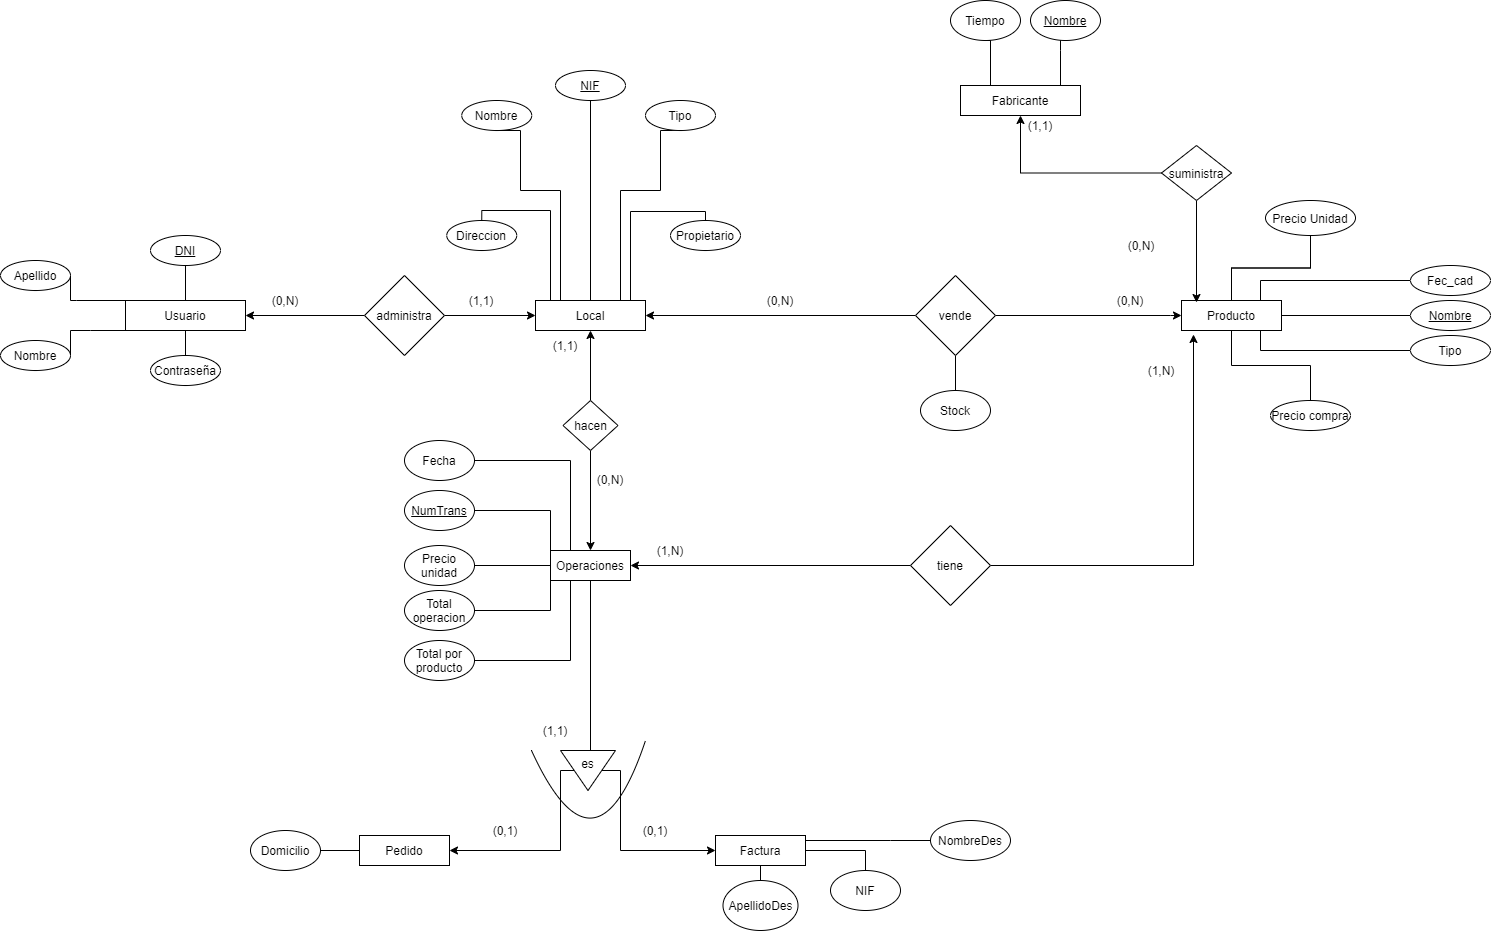 Tiempo
Nombre
Fabricante
(1,1)
suministra
NIF
Nombre
Tipo
Direccion
Propietario
Precio Unidad
(0,N)
DNI
Apellido
Fec_cad
Usuario
(0,N)
administra
(1,1)
Local
(0,N)
vende
(0,N)
Producto
Nombre
Nombre
Contraseña
(1,1)
Tipo
(1,N)
Stock
Precio compra
hacen
Fecha
(0,N)
NumTrans
Precio
unidad
Operaciones
(1,N)
tiene
Total
operacion
Total por
producto
(1,1)
es
(0,1)
(0,1)
Domicilio
Pedido
Factura
NombreDes
NIF
ApellidoDes